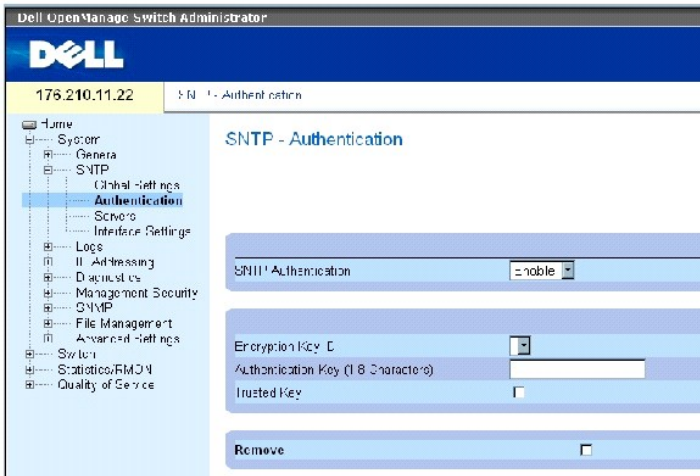 Dell OpenManage Switch Administrator
DELL
176.210.11.22
SNTP - Authentication
Home
System
General
SNTP
Global Settings
Authentication
Servers
Interface Settings
Logs
IP Addressing
Diagnostics
Management Security
SNMP
File Management
Advanced Settings
Switch
Statistics/RMON
Quality of Service
SNTP - Authentication
SNTP Authentication
Enable
Encryption Key ID
Authentication Key (1-8 Characters)
Trusted Key
Remove